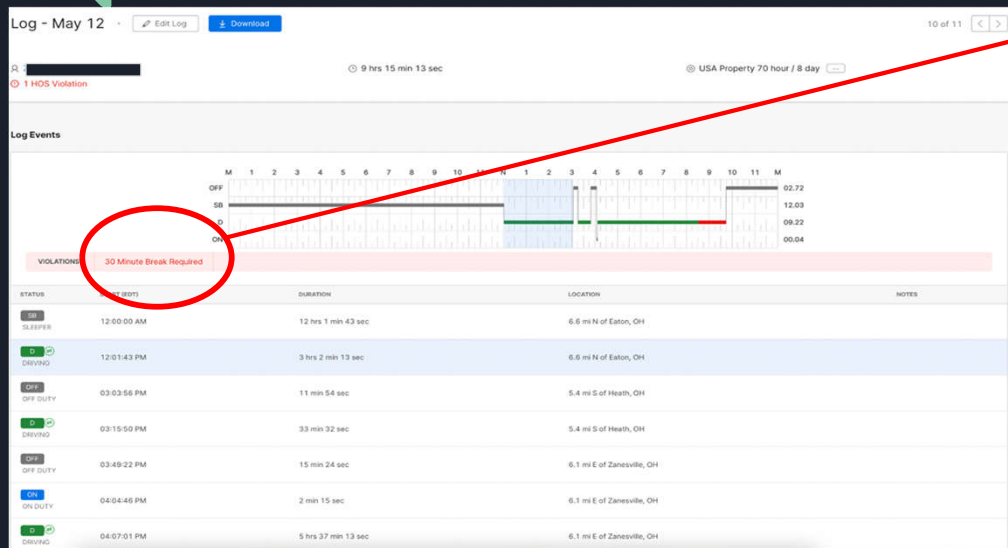 Log - May 12 · Edit Log Download 10 of 11 < >
9 hrs 15 min 13 sec USA Property 70 hour / 8 day ...
1 HOS Violation
Log Events
M 1 2 3 4 5 6 7 8 9 10 11 N 1 2 3 4 5 6 7 8 9 10 11 M
OFF 02.72
SB 12.03
D 09.22
ON 00.04
VIOLATIONS 30 Minute Break Required
STATUS START (EDT) DURATION LOCATION NOTES
SB
SLEEPER 12:00:00 AM 12 hrs 1 min 43 sec 6.6 mi N of Eaton, OH
D
DRIVING 12:01:43 PM 3 hrs 2 min 13 sec 6.6 mi N of Eaton, OH
OFF
OFF DUTY 03:03:56 PM 11 min 54 sec 5.4 mi S of Heath, OH
D
DRIVING 03:15:50 PM 33 min 32 sec 5.4 mi S of Heath, OH
OFF
OFF DUTY 03:49:22 PM 15 min 24 sec 6.1 mi E of Zanesville, OH
ON
ON DUTY 04:04:46 PM 2 min 15 sec 6.1 mi E of Zanesville, OH
D
DRIVING 04:07:01 PM 5 hrs 37 min 13 sec 6.1 mi E of Zanesville, OH